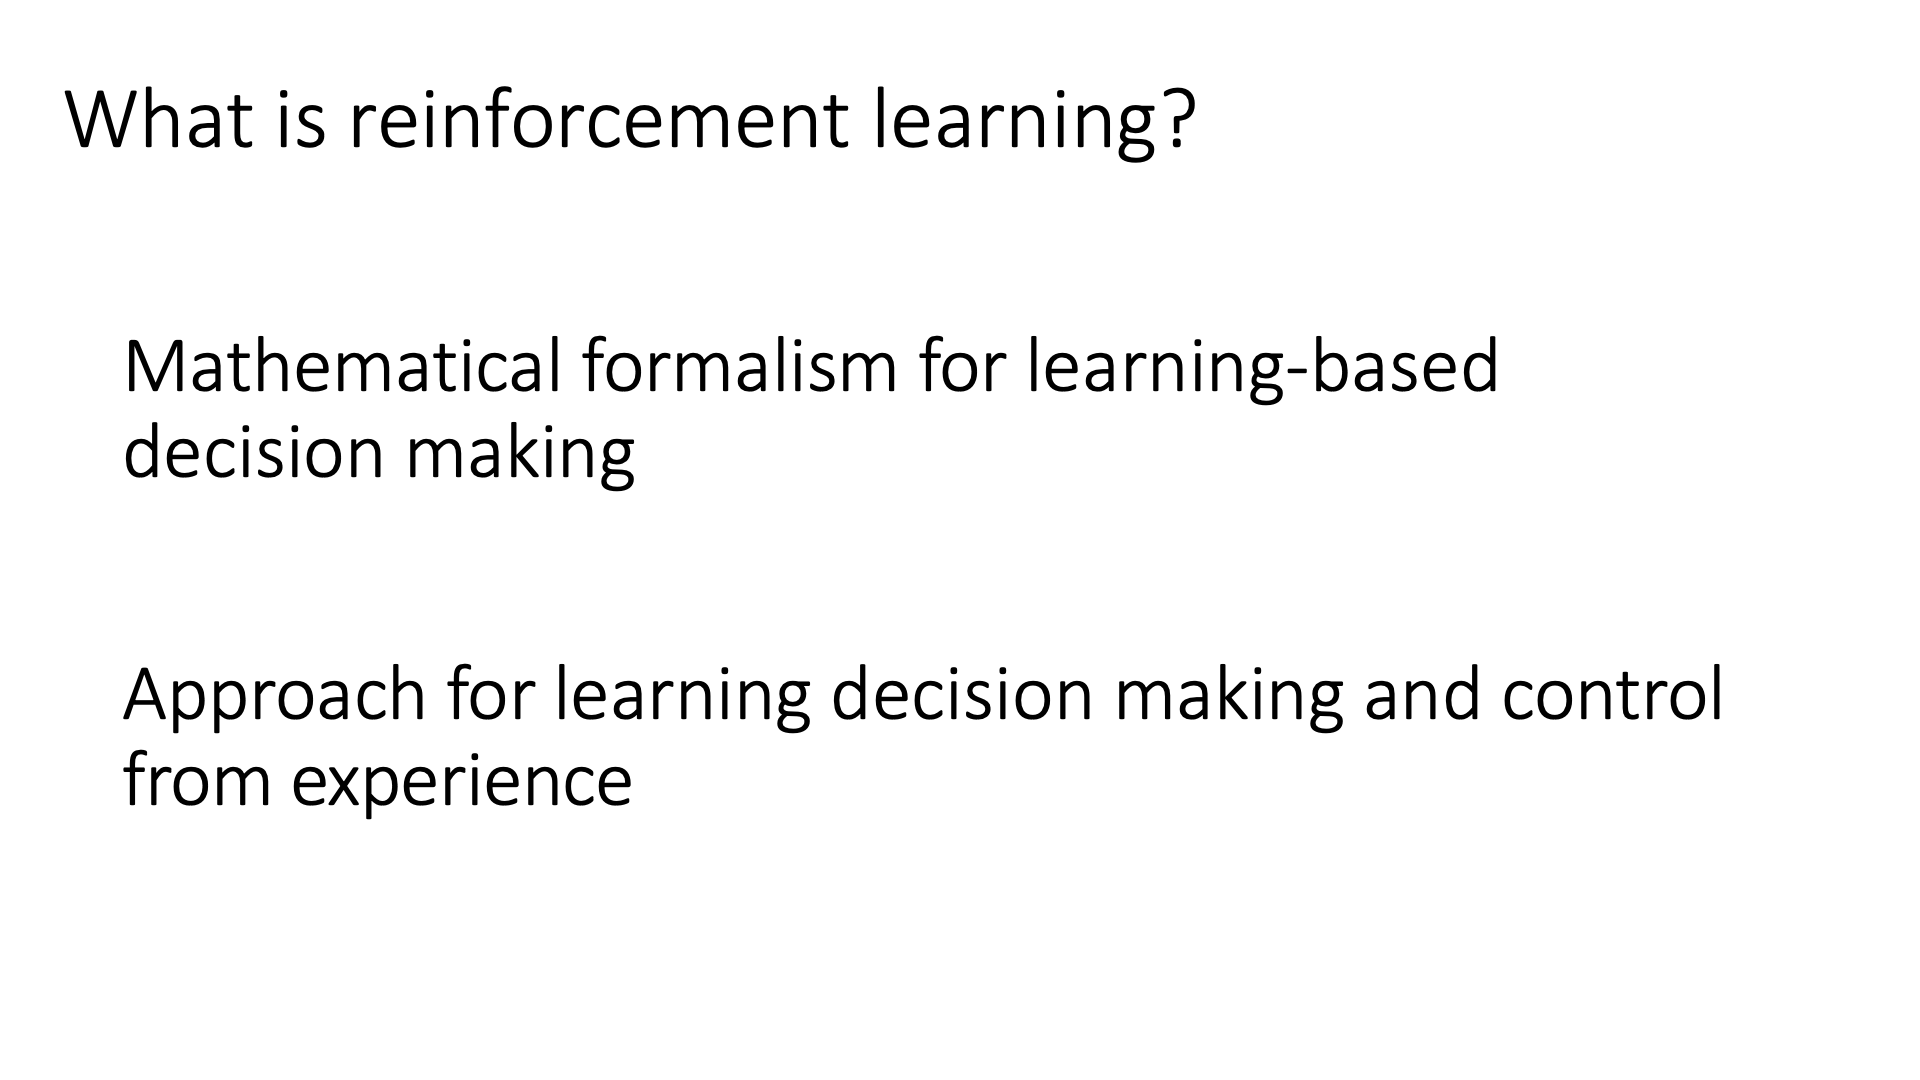 What is reinforcement learning?
Mathematical formalism for learning-based
decision making
Approach for learning decision making and control
from experience